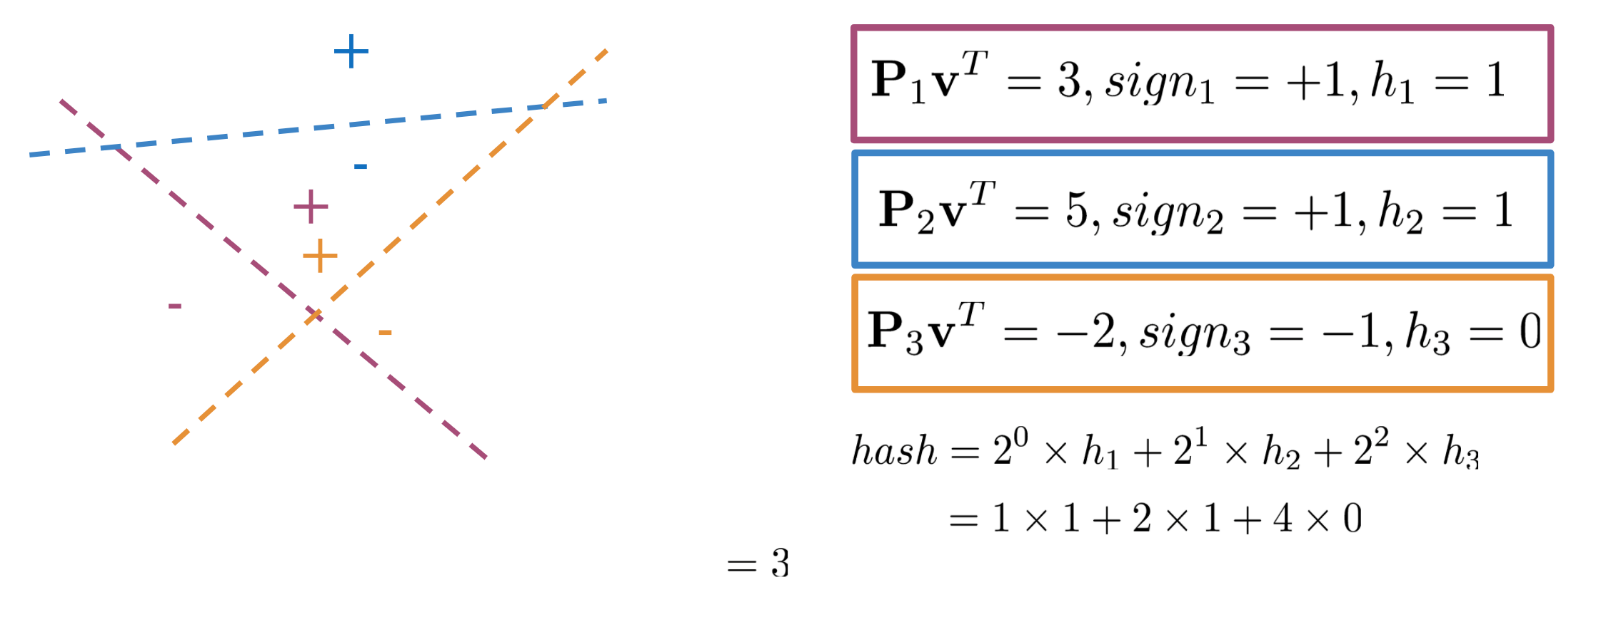 +
-
+
+
-
-
P₁vᵀ = 3, sign₁ = +1, h₁ = 1
P₂vᵀ = 5, sign₂ = +1, h₂ = 1
P₃vᵀ = −2, sign₃ = −1, h₃ = 0
hash = 2⁰ × h₁ + 2¹ × h₂ + 2² × h₃
= 1 × 1 + 2 × 1 + 4 × 0
= 3